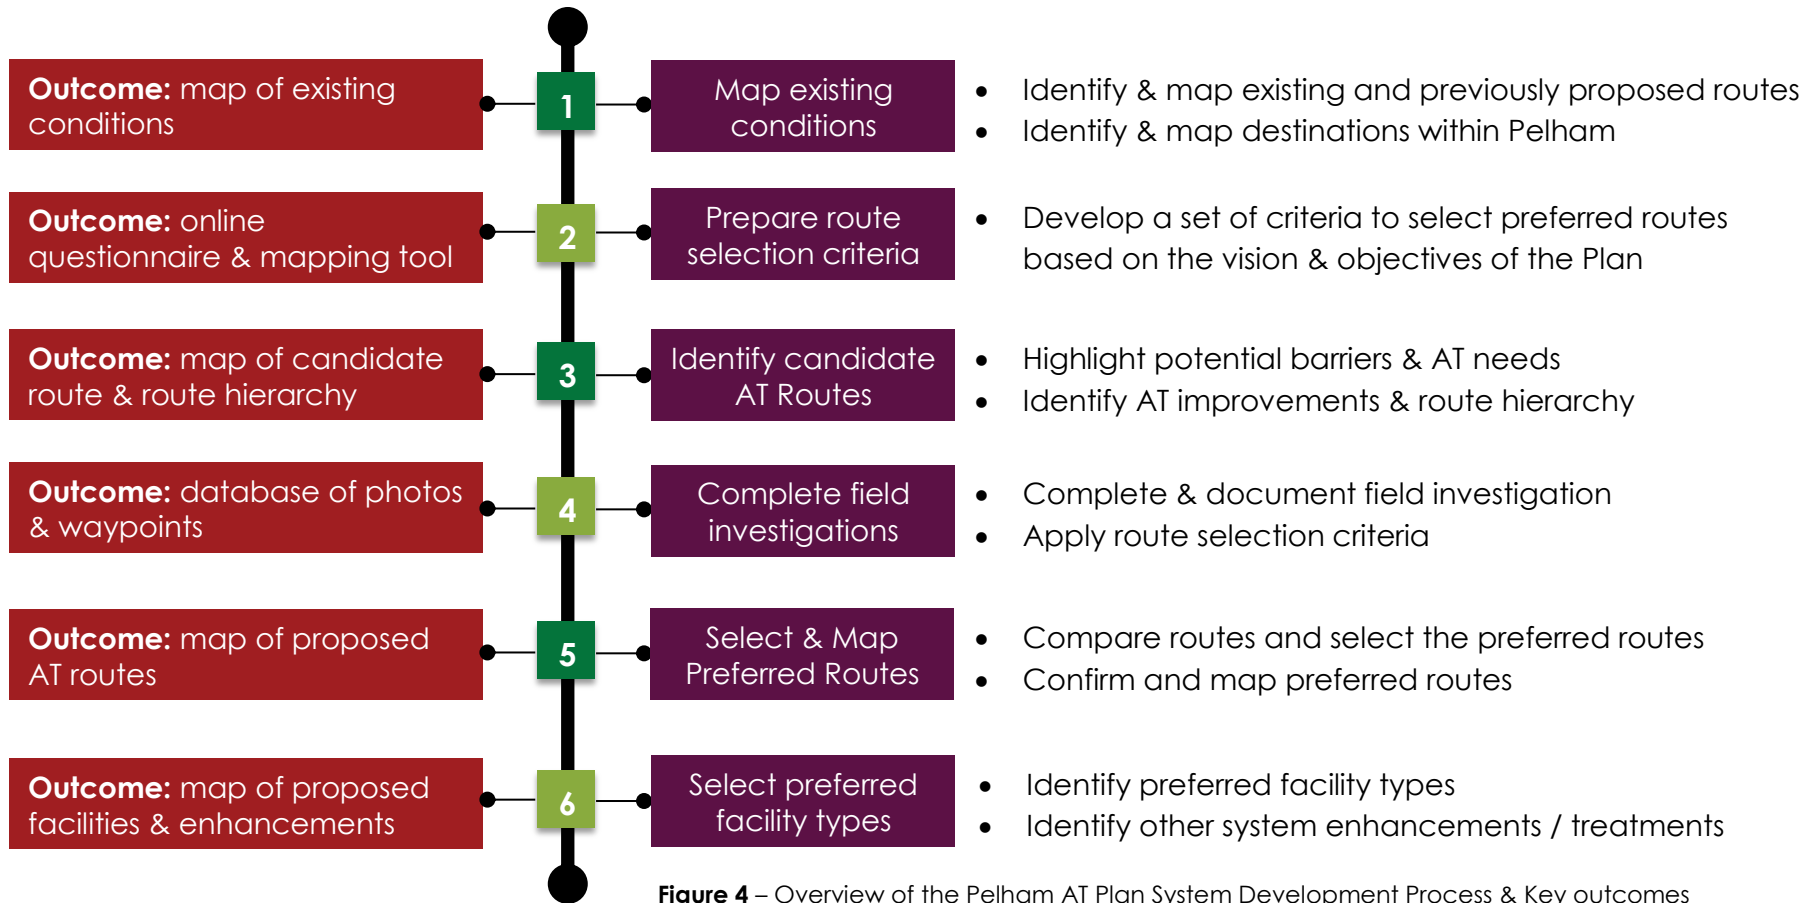 Outcome: map of existing
conditions
1
Map existing
conditions
• Identify & map existing and previously proposed routes
• Identify & map destinations within Pelham
Outcome: online
questionnaire & mapping tool
2
Prepare route
selection criteria
• Develop a set of criteria to select preferred routes
based on the vision & objectives of the Plan
Outcome: map of candidate
route & route hierarchy
3
Identify candidate
AT Routes
• Highlight potential barriers & AT needs
• Identify AT improvements & route hierarchy
Outcome: database of photos
& waypoints
4
Complete field
investigations
• Complete & document field investigation
• Apply route selection criteria
Outcome: map of proposed
AT routes
5
Select & Map
Preferred Routes
• Compare routes and select the preferred routes
• Confirm and map preferred routes
Outcome: map of proposed
facilities & enhancements
6
Select preferred
facility types
• Identify preferred facility types
• Identify other system enhancements / treatments
Figure 4 – Overview of the Pelham AT Plan System Development Process & Key outcomes